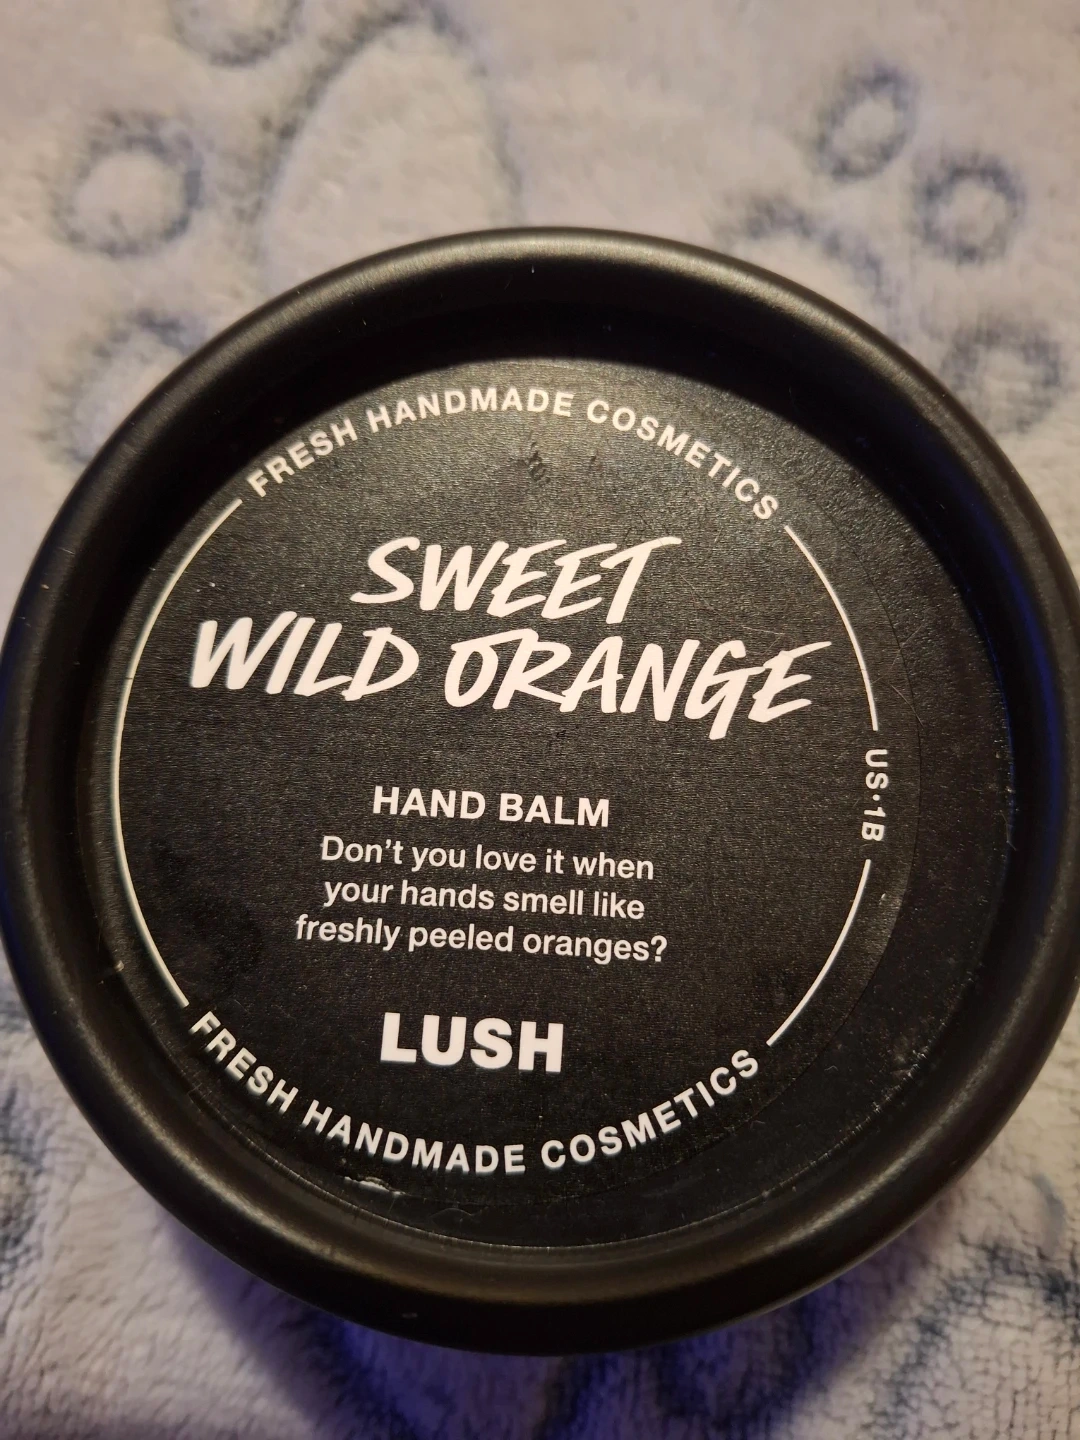 FRESH HANDMADE COSMETICS
SWEET
WILD ORANGE
US•1B
HAND BALM
Don't you love it when
your hands smell like
freshly peeled oranges?
LUSH
FRESH HANDMADE COSMETICS